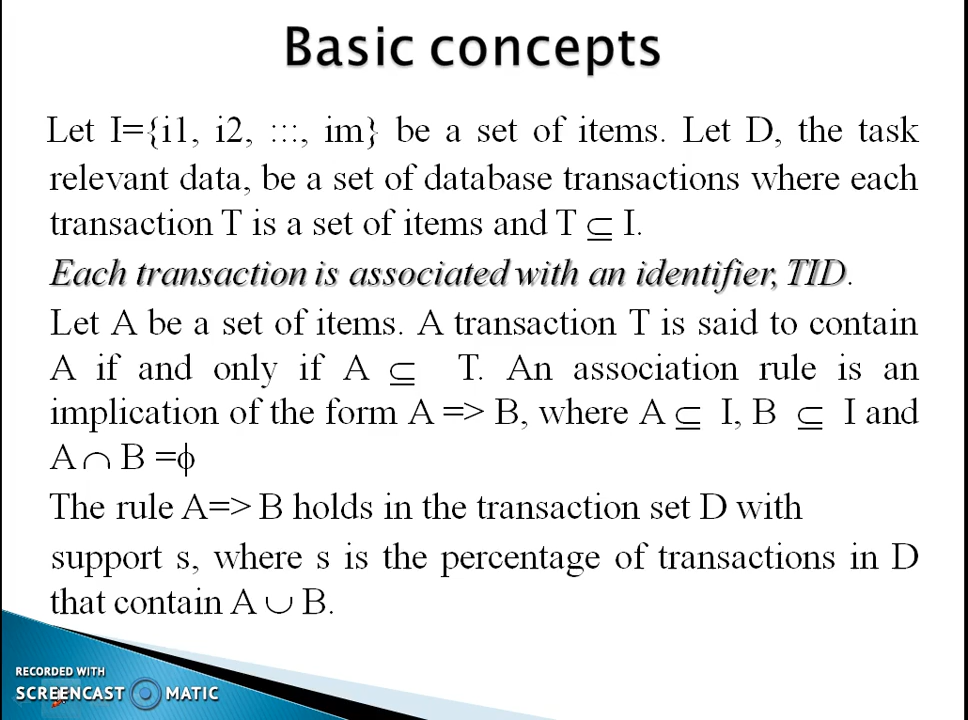 Basic concepts
Let I={i1, i2, :::, im} be a set of items. Let D, the task
relevant data, be a set of database transactions where each
transaction T is a set of items and T ⊆ I.
Each transaction is associated with an identifier, TID.
Let A be a set of items. A transaction T is said to contain
A if and only if A ⊆ T. An association rule is an
implication of the form A => B, where A ⊆ I, B ⊆ I and
A ∩ B =ϕ
The rule A=> B holds in the transaction set D with
support s, where s is the percentage of transactions in D
that contain A ∪ B.
RECORDED WITH
SCREENCAST MATIC